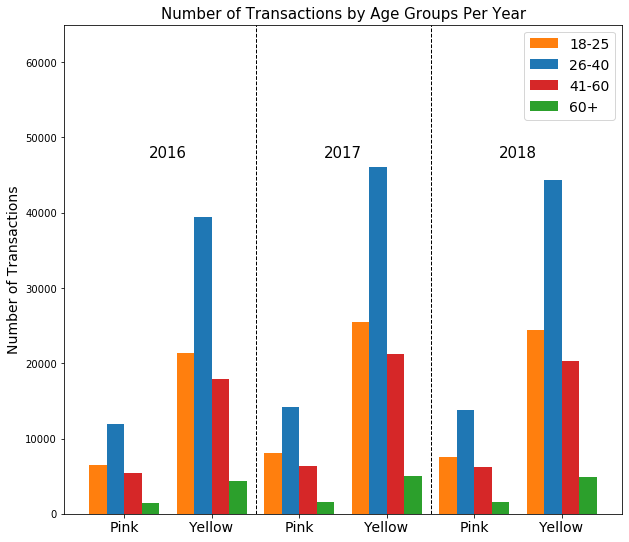 Number of Transactions by Age Groups Per Year
18-25
26-40
41-60
60+
2016
2017
2018
Number of Transactions
60000
50000
40000
30000
20000
10000
0
Pink
Yellow
Pink
Yellow
Pink
Yellow